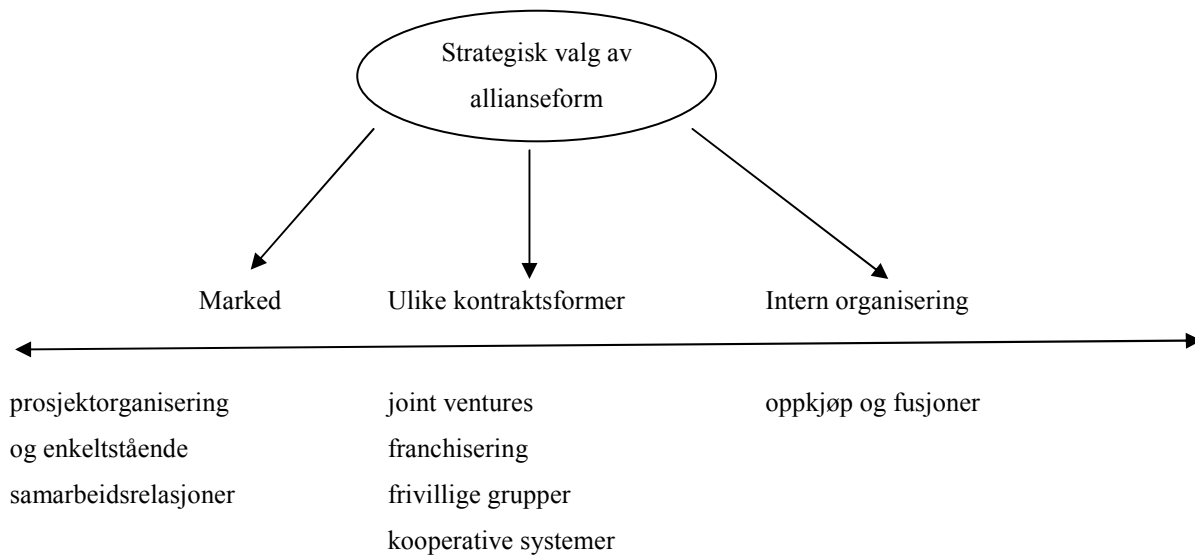 Strategisk valg av
allianseform
Marked
Ulike kontraktsformer
Intern organisering
prosjektorganisering
og enkeltstående
samarbeidsrelasjoner
joint ventures
franchisering
frivillige grupper
kooperative systemer
oppkjøp og fusjoner